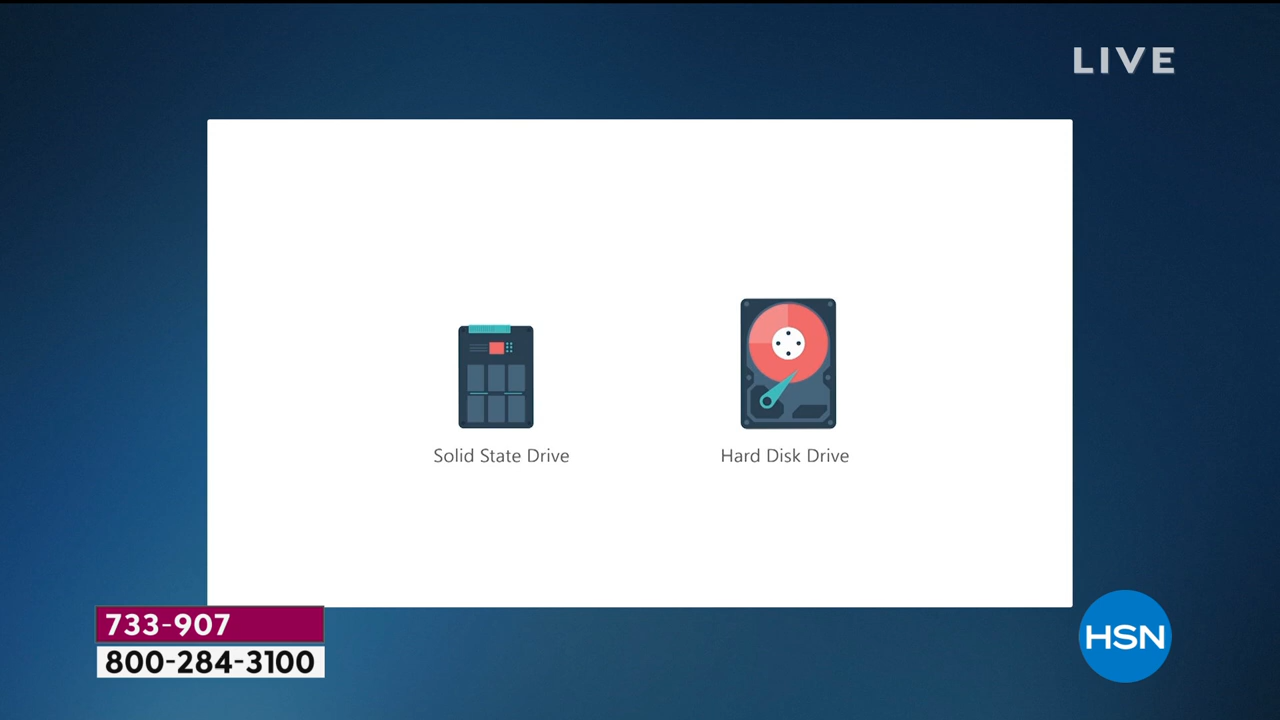 LIVE
Solid State Drive
Hard Disk Drive
733-907
800-284-3100
HSN